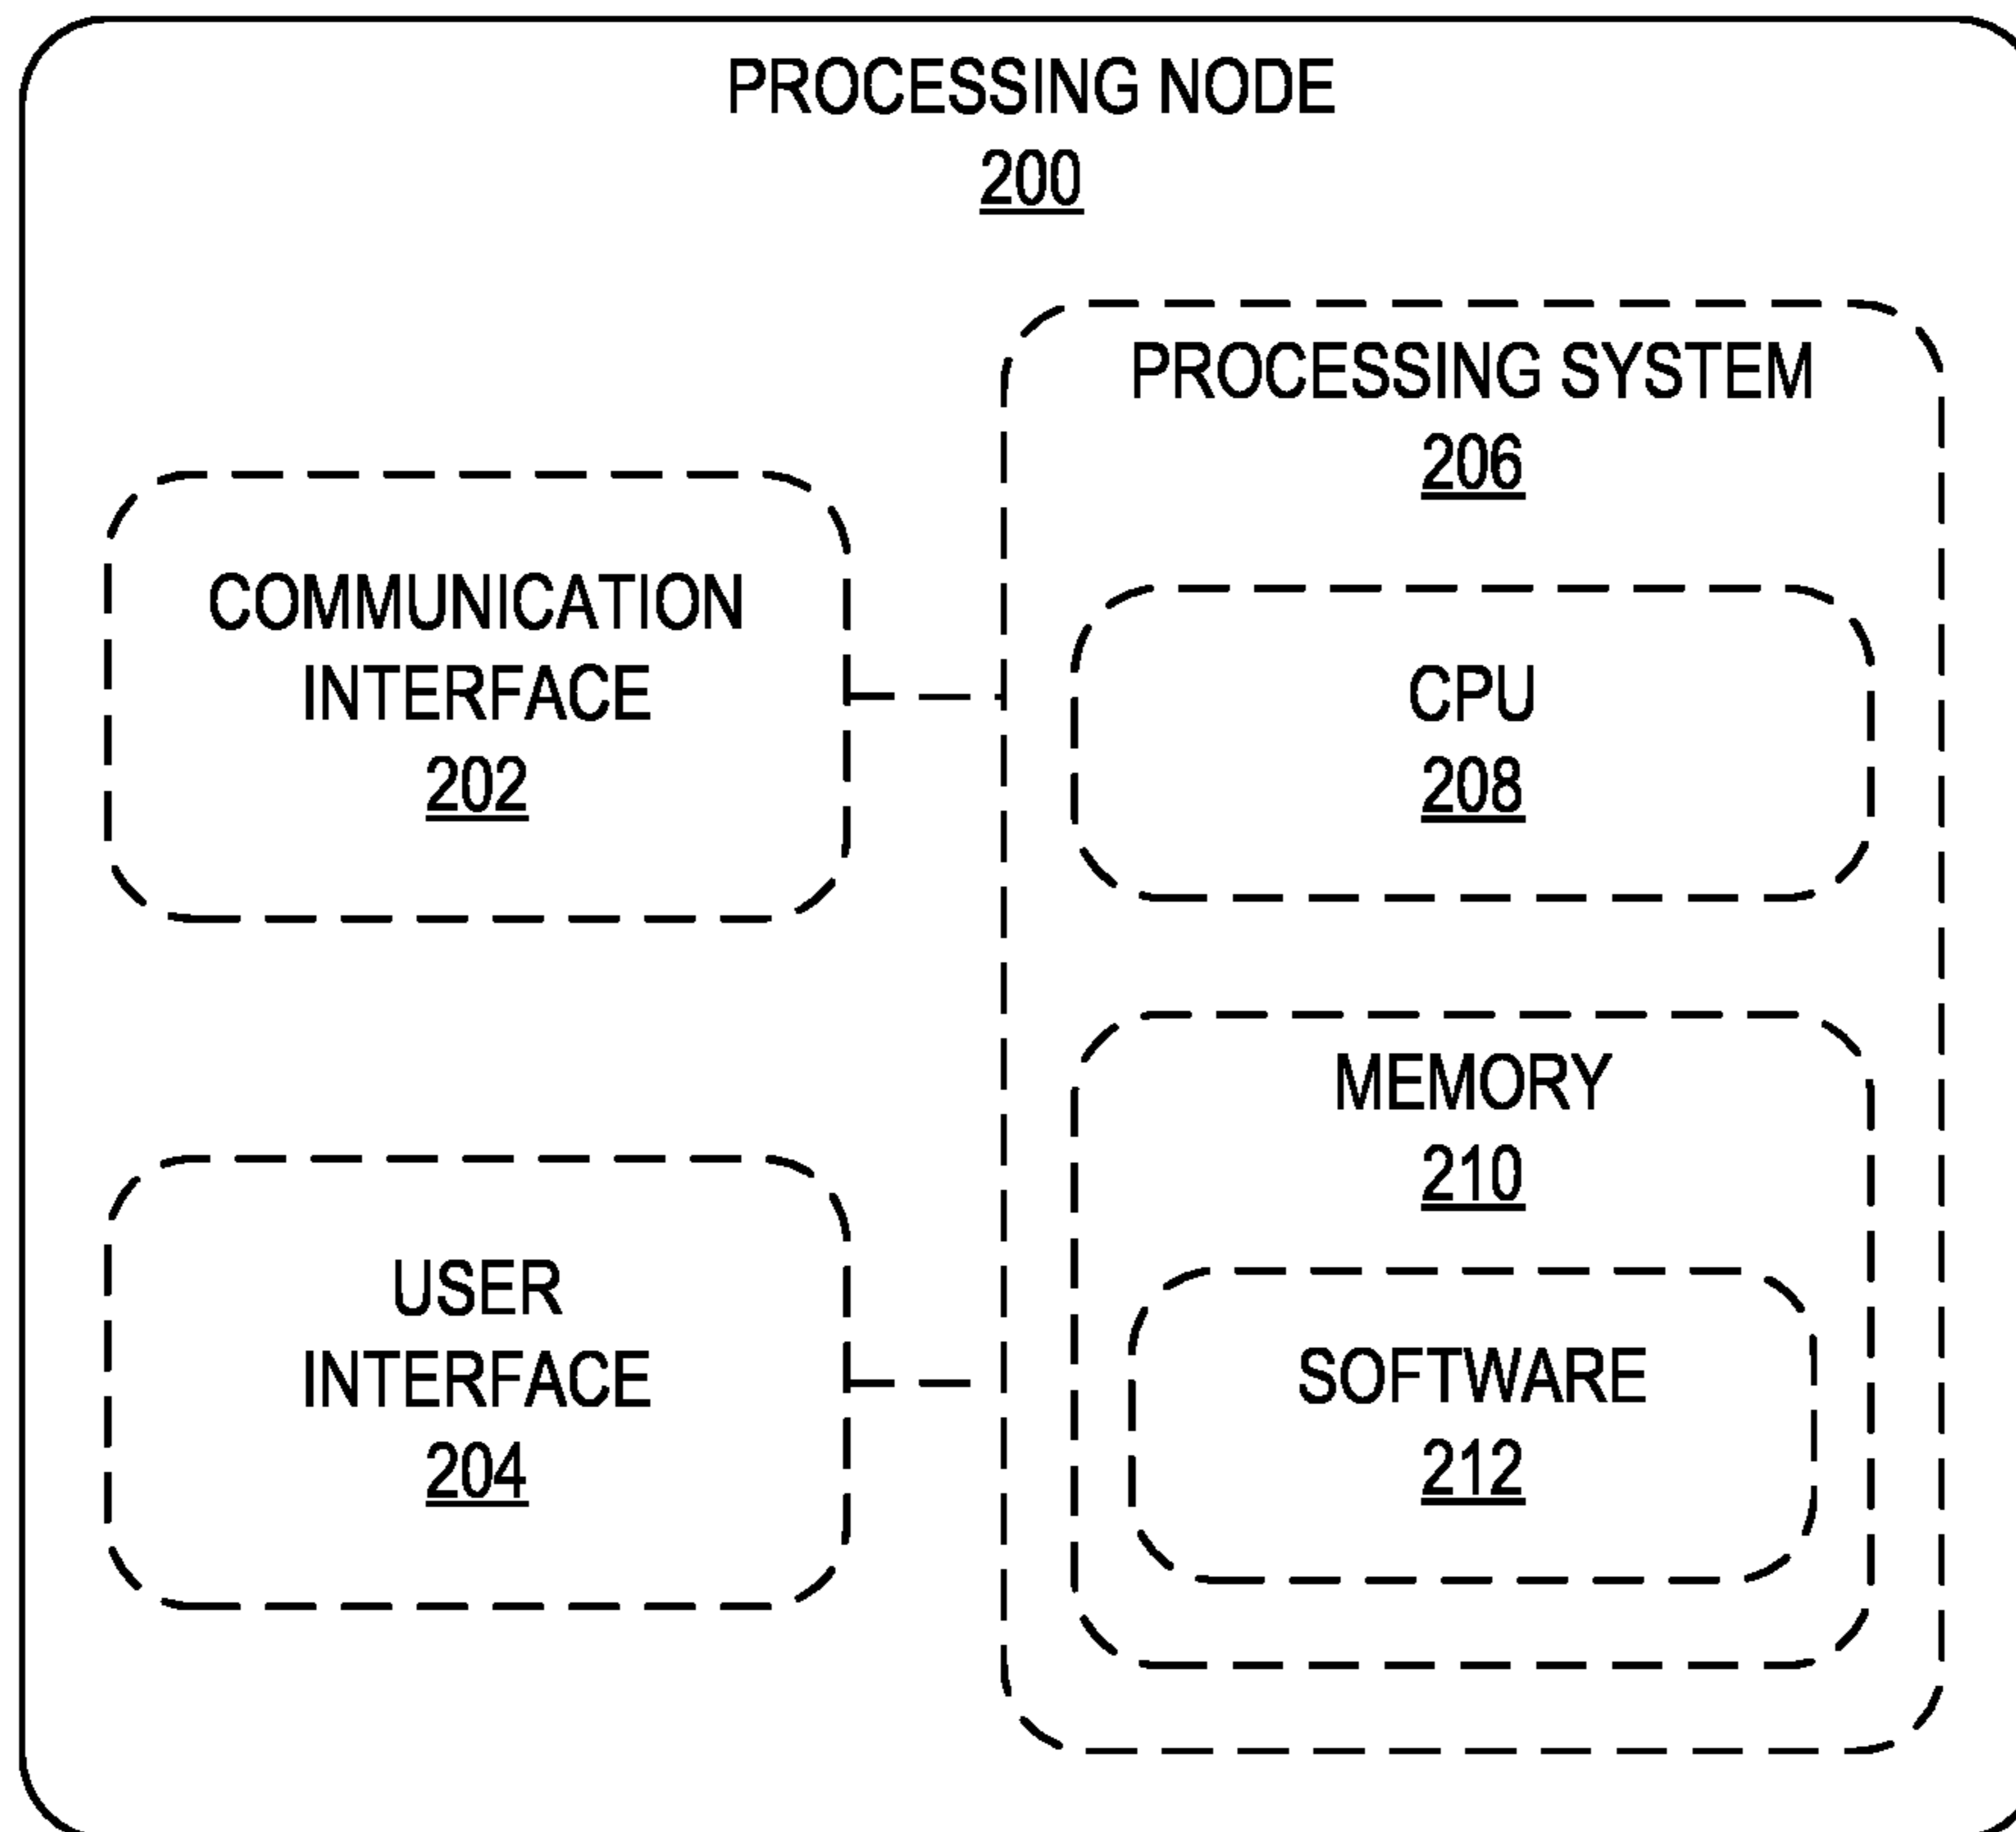 PROCESSING NODE
200
PROCESSING SYSTEM
206
COMMUNICATION
INTERFACE
202
CPU
208
USER
INTERFACE
204
MEMORY
210
SOFTWARE
212